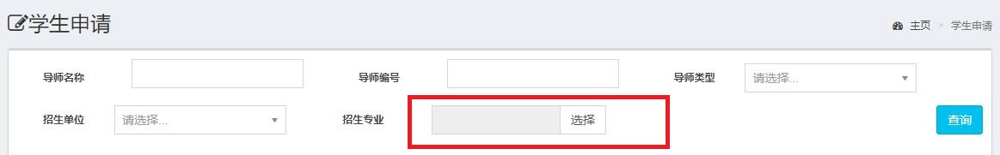 学生申请
主页 > 学生申请
导师名称 导师编号 导师类型 请选择...
招生单位 请选择... 招生专业 选择 查询